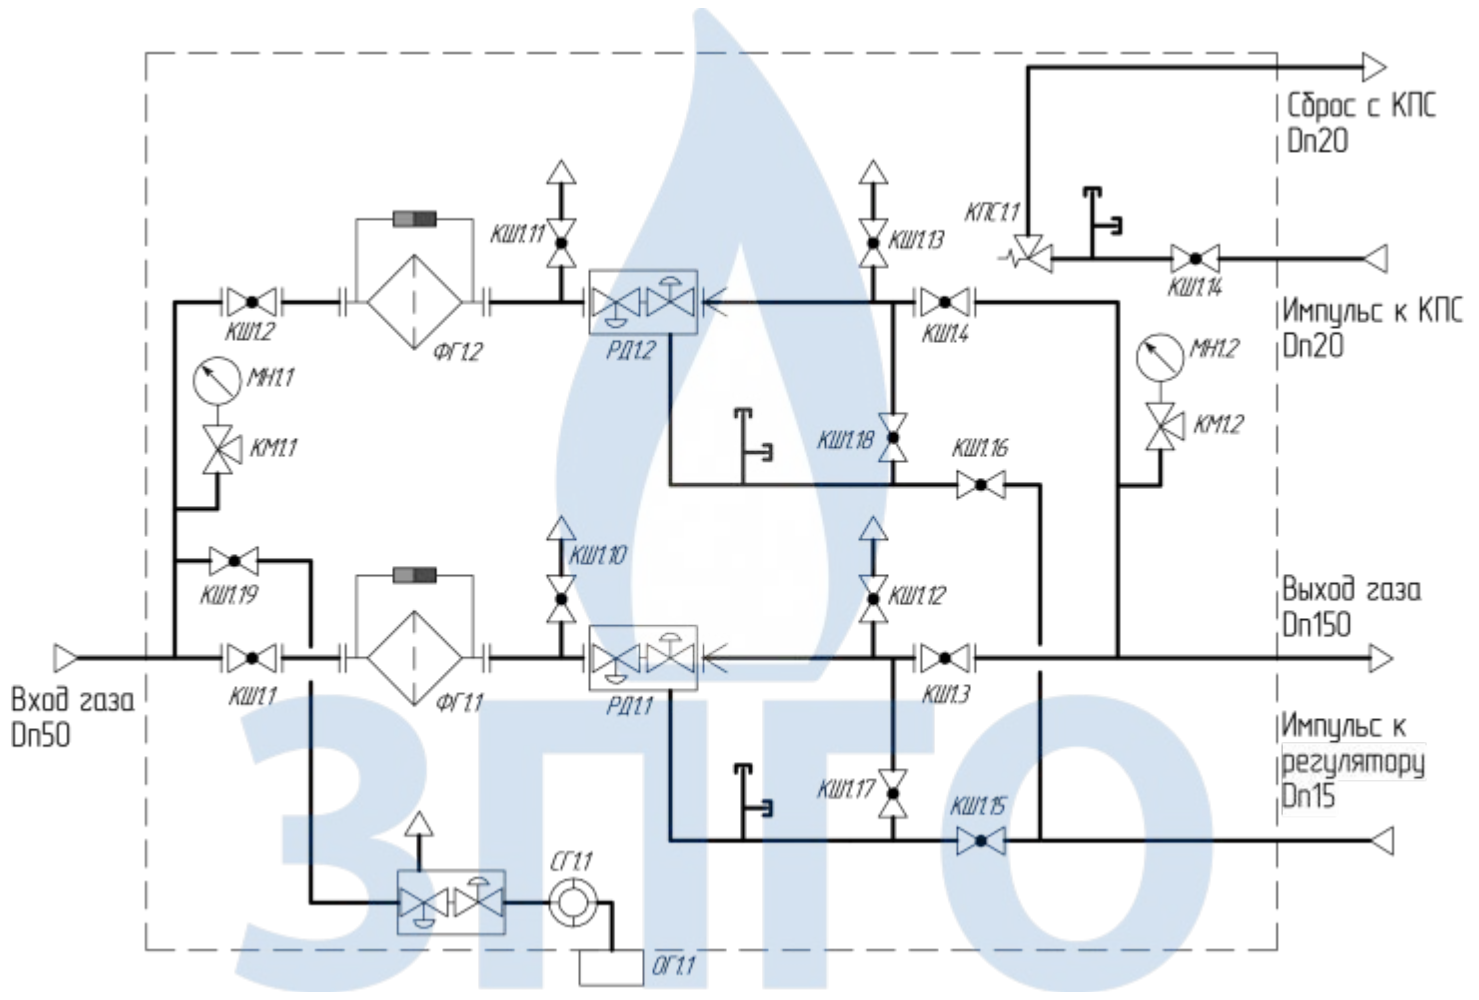 Сброс с КПС
Dn20
КПС1.1
КШ1.11
КШ1.13
КШ1.14
Импульс к КПС
Dn20
КШ1.2
ФГ1.2
РД1.2
КШ1.4
МН1.1
МН1.2
КМ1.1
КШ1.18
КШ1.16
КМ1.2
КШ1.10
КШ1.19
КШ1.12
Выход газа
Dn150
Вход газа
Dn50
КШ1.1
ФГ1.1
РД1.1
КШ1.3
Импульс к
регулятору
Dn15
КШ1.17
КШ1.15
СГ1.1
ОГ1.1
ЗПГО